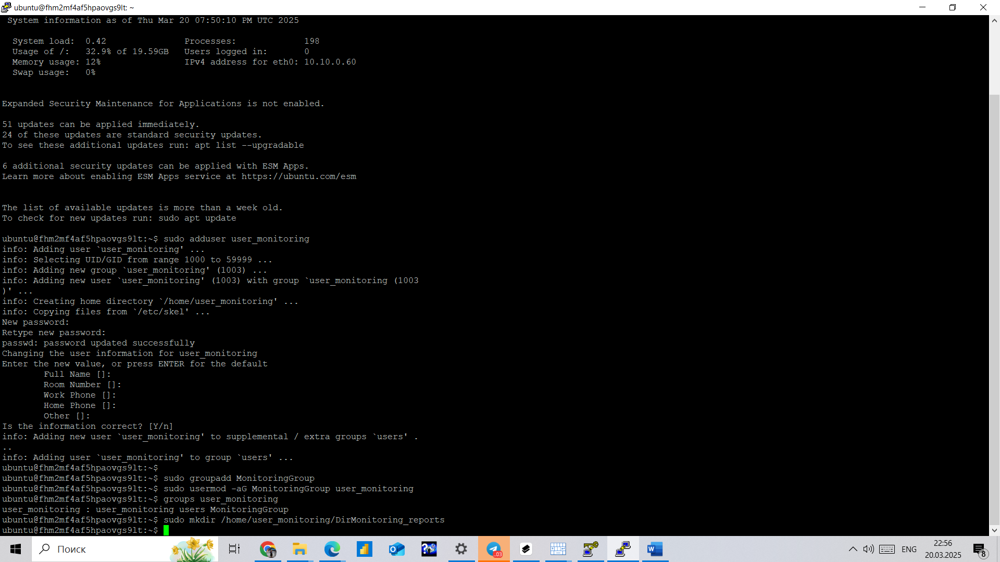 ubuntu@fhm2mf4af5hpaovgs9lt: ~
System information as of Thu Mar 20 07:50:10 PM UTC 2025
System load:  0.42               Processes:             198
Usage of /:   32.9% of 19.59GB   Users logged in:       0
Memory usage: 12%                IPv4 address for eth0: 10.10.0.60
Swap usage:   0%
Expanded Security Maintenance for Applications is not enabled.
51 updates can be applied immediately.
24 of these updates are standard security updates.
To see these additional updates run: apt list --upgradable
6 additional security updates can be applied with ESM Apps.
Learn more about enabling ESM Apps service at https://ubuntu.com/esm
The list of available updates is more than a week old.
To check for new updates run: sudo apt update
ubuntu@fhm2mf4af5hpaovgs9lt:~$ sudo adduser user_monitoring
info: Adding user `user_monitoring' ...
info: Selecting UID/GID from range 1000 to 59999 ...
info: Adding new group `user_monitoring' (1003) ...
info: Adding new user `user_monitoring' (1003) with group `user_monitoring (1003
)' ...
info: Creating home directory `/home/user_monitoring' ...
info: Copying files from `/etc/skel' ...
New password:
Retype new password:
passwd: password updated successfully
Changing the user information for user_monitoring
Enter the new value, or press ENTER for the default
Full Name []:
Room Number []:
Work Phone []:
Home Phone []:
Other []:
Is the information correct? [Y/n]
info: Adding new user `user_monitoring' to supplemental / extra groups `users' .
..
info: Adding user `user_monitoring' to group `users' ...
ubuntu@fhm2mf4af5hpaovgs9lt:~$
ubuntu@fhm2mf4af5hpaovgs9lt:~$ sudo groupadd MonitoringGroup
ubuntu@fhm2mf4af5hpaovgs9lt:~$ sudo usermod -aG MonitoringGroup user_monitoring
ubuntu@fhm2mf4af5hpaovgs9lt:~$ groups user_monitoring
user_monitoring : user_monitoring users MonitoringGroup
ubuntu@fhm2mf4af5hpaovgs9lt:~$ sudo mkdir /home/user_monitoring/DirMonitoring_reports
ubuntu@fhm2mf4af5hpaovgs9lt:~$
Поиск
..03
ENG
22:56
20.03.2025
8